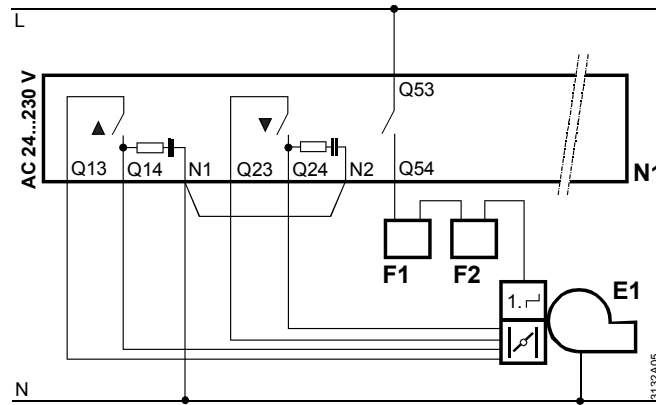 L
AC 24...230 V
Q53
Q13 Q14 N1 Q23 Q24 N2 Q54
N1
F1 F2
E1
1.
N
3132A05